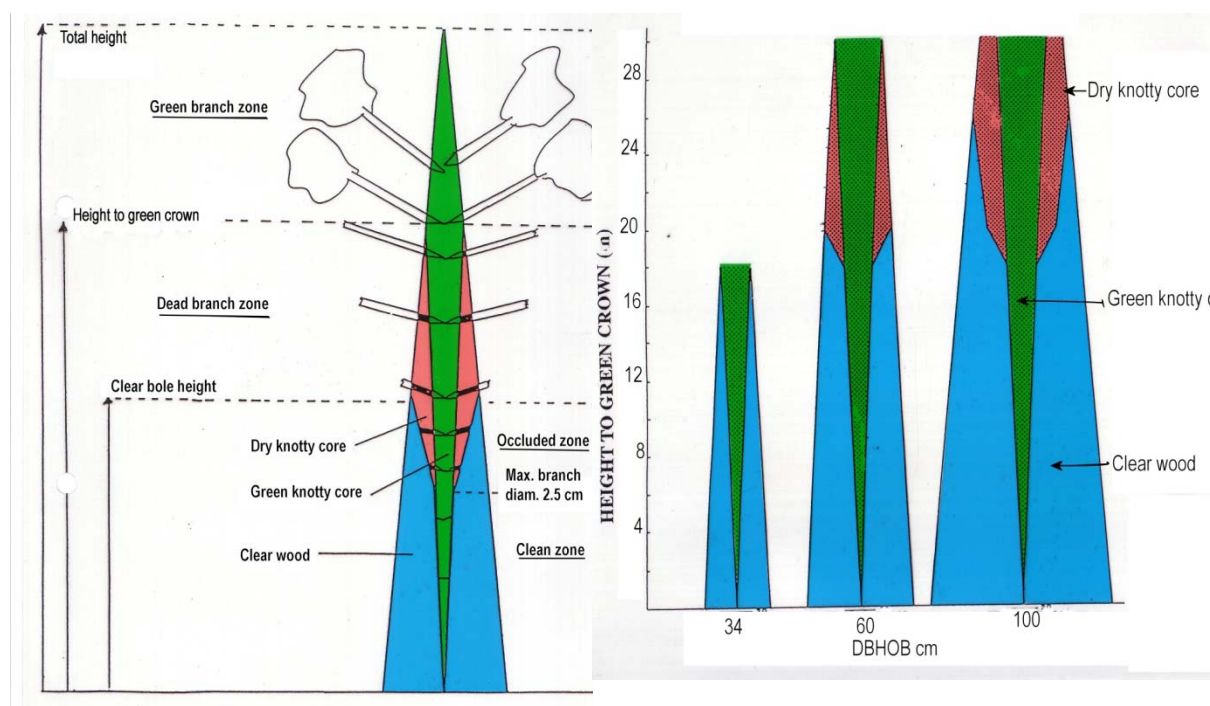 Total height
Green branch zone
Height to green crown
Dead branch zone
Clear bole height
Dry knotty core
Occluded zone
Green knotty core
Max. branch
diam. 2.5 cm
Clear wood
Clean zone
HEIGHT TO GREEN CROWN
28
24
20
16
12
8
4
Dry knotty core
Green knotty
Clear wood
34
60
100
DBHOB cm